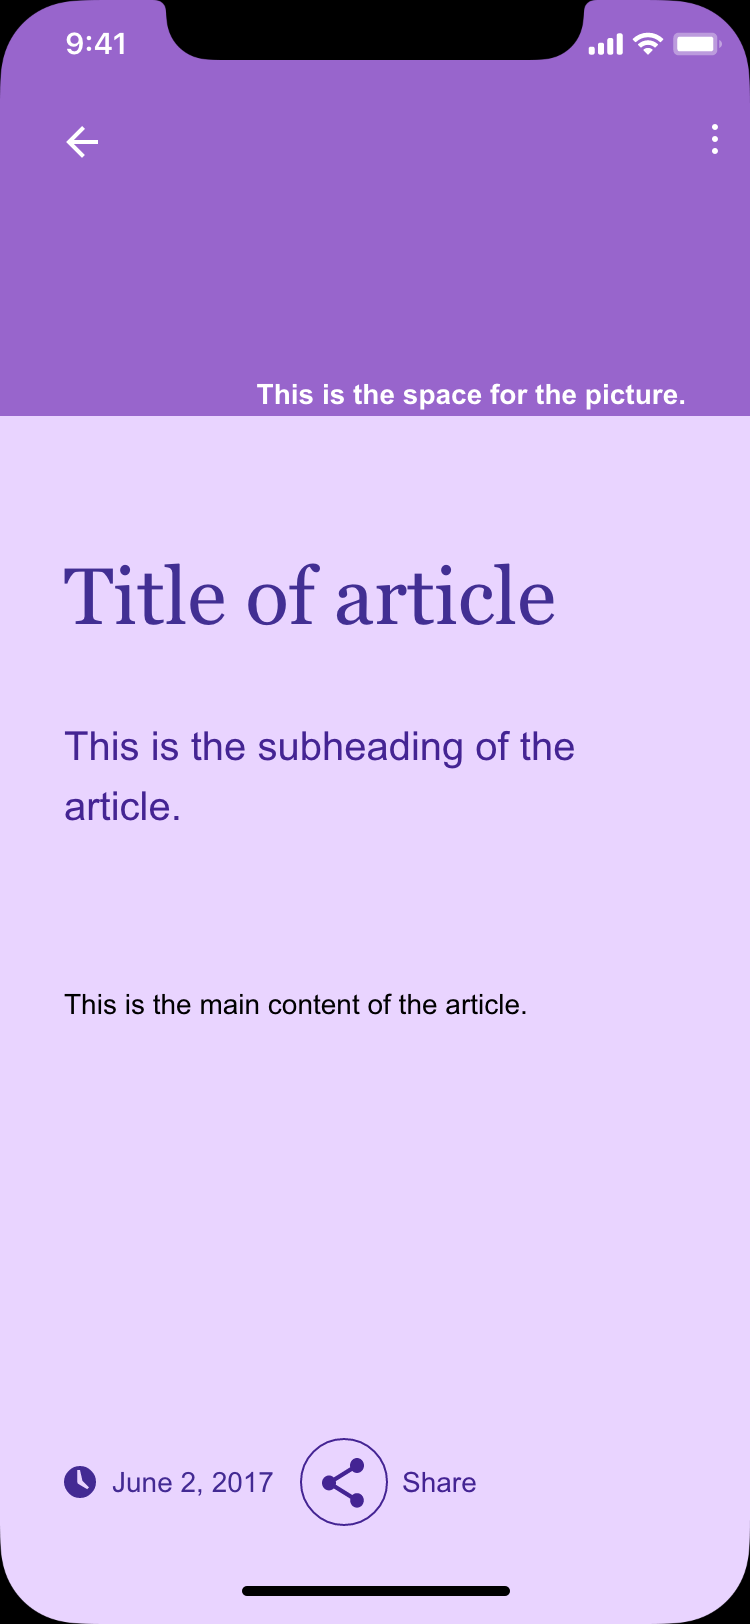 9:41
This is the space for the picture.
Title of article
This is the subheading of the
article.
This is the main content of the article.
June 2, 2017 Share